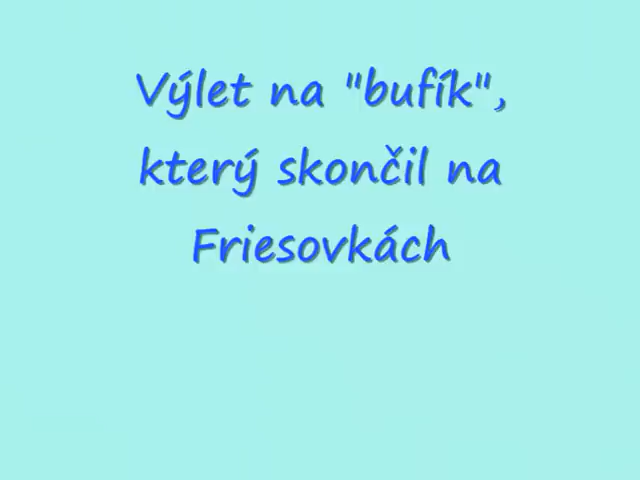 Výlet na "bufík",
který skončil na
Friesovkách